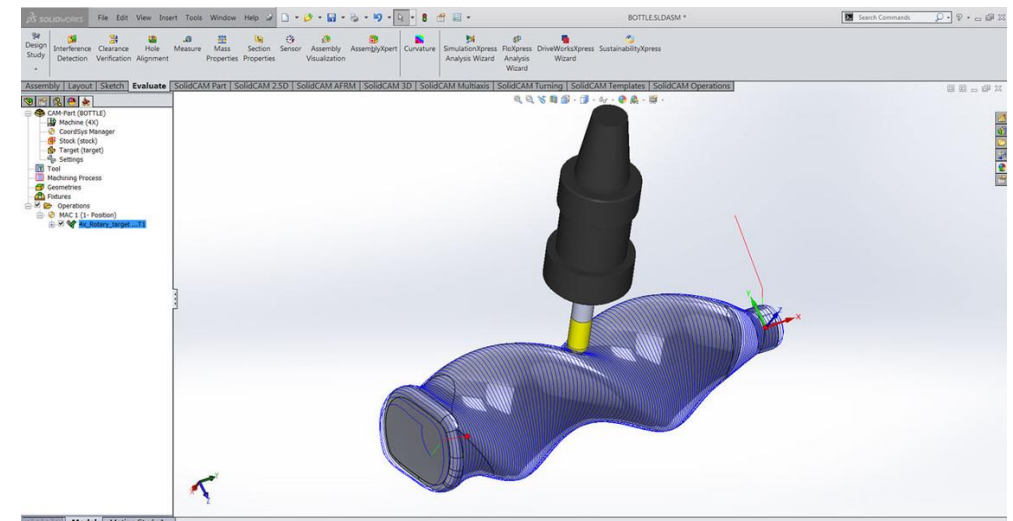 SOLIDWORKS File Edit View Insert Tools Window Help BOTTLE.SLDASM * Search Commands
Design Study Interference Detection Clearance Verification Hole Alignment Measure Mass Properties Section Properties Sensor Assembly Visualization AssemblyXpert Curvature SimulationXpress Analysis Wizard FloXpress Analysis Wizard DriveWorksXpress Wizard SustainabilityXpress
Assembly Layout Sketch Evaluate SolidCAM Part SolidCAM 2.5D SolidCAM AFRM SolidCAM 3D SolidCAM Multiaxis SolidCAM Turning SolidCAM Templates SolidCAM Operations
CAM-Part (BOTTLE)
Machine (4X)
CoordSys Manager
Stock (stock)
Target (target)
Settings
Tool
Machining Process
Geometries
Fixtures
Operations
MAC 1 (1- Position)
4x_Rotary_target ...T1
Y
X
Z
Y
X
Z
Model